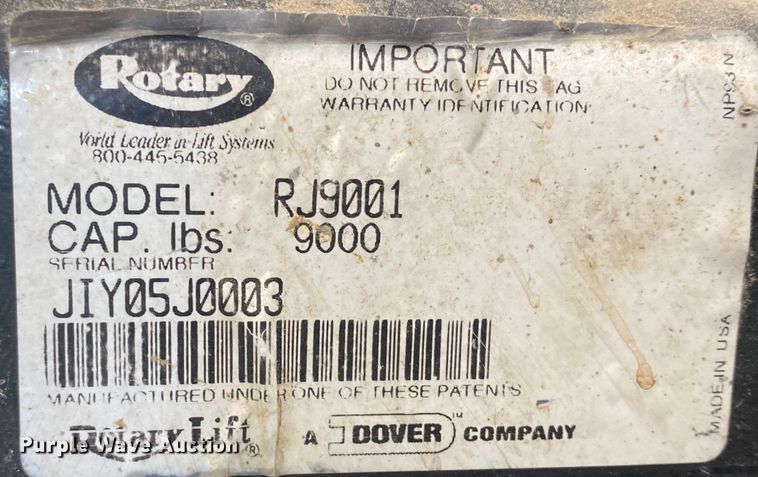 Rotary®
World Leader in Lift Systems
800-445-5438
IMPORTANT
DO NOT REMOVE THIS TAG
WARRANTY IDENTIFICATION
NP93 N
MODEL: RJ9001
CAP. lbs: 9000
SERIAL NUMBER
JIY05J0003
MANUFACTURED UNDER ONE OF THESE PATENTS
MADE IN USA
Rotary Lift® A DOVER™ COMPANY
Purple Wave Auction